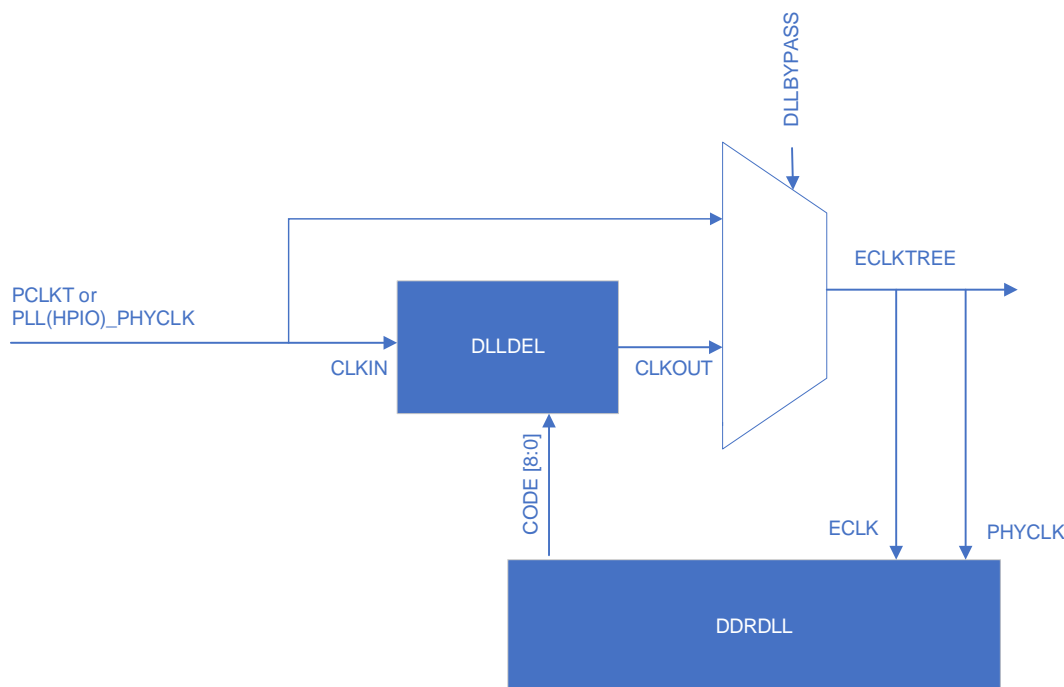 DLLBYPASS
ECLKTREE
PCLKT or
PLL(HPIO)_PHYCLK
DLLDEL
CLKIN
CLKOUT
CODE [8:0]
ECLK
PHYCLK
DDRDLL